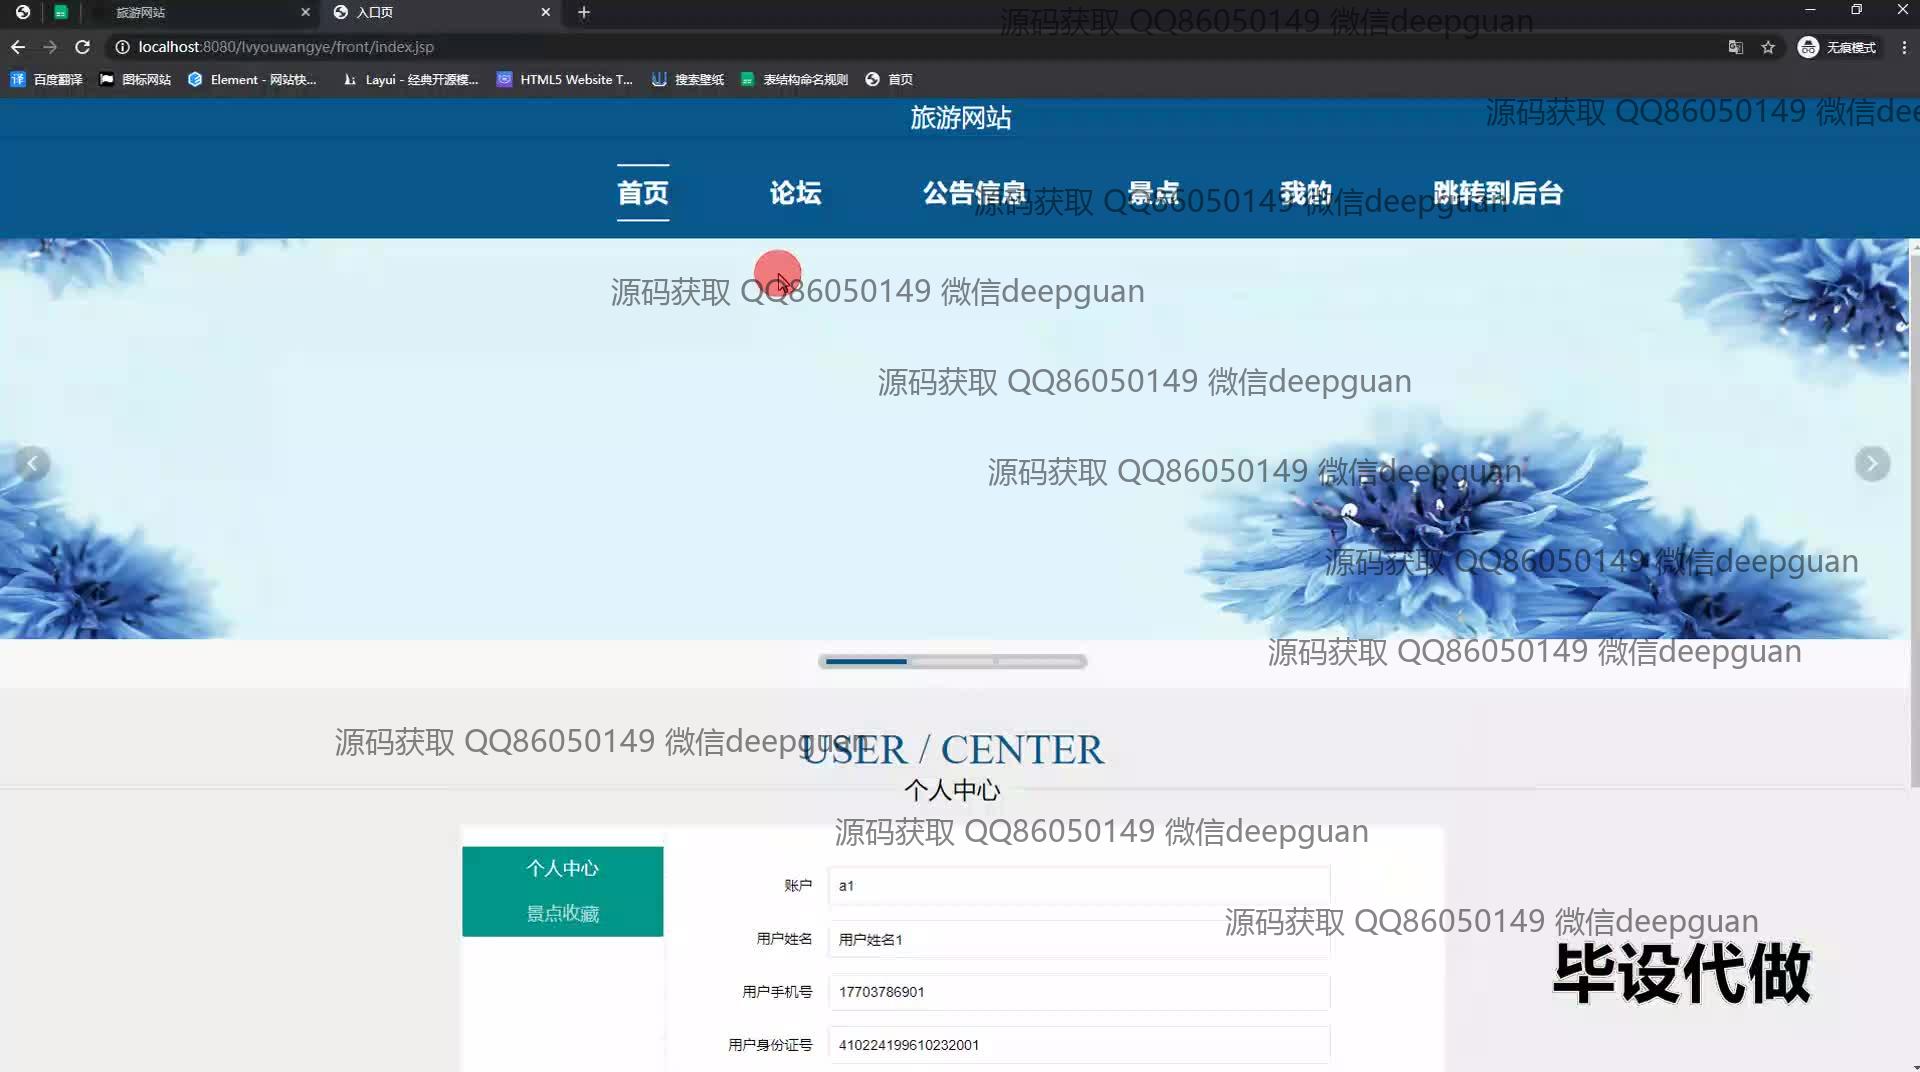 旅游网站
入口页
源码获取 QQ86050149 微信deepguan
localhost:8080/lvyouwangye/front/index.jsp
无痕模式
百度翻译
图标网站
Element - 网站快...
Layui - 经典开源模...
HTML5 Website T...
搜索壁纸
表结构命名规则
首页
旅游网站
源码获取 QQ86050149 微信dee
首页
论坛
公告信息
景点
我的
跳转到后台
源码获取 QQ86050149 微信deepguan
源码获取 QQ86050149 微信deepguan
源码获取 QQ86050149 微信deepguan
源码获取 QQ86050149 微信deepguan
源码获取 QQ86050149 微信deepguan
源码获取 QQ86050149 微信deepguan
源码获取 QQ86050149 微信deepguan
USER / CENTER
个人中心
源码获取 QQ86050149 微信deepguan
个人中心
景点收藏
账户
a1
源码获取 QQ86050149 微信deepguan
用户姓名
用户姓名1
毕设代做
用户手机号
17703786901
用户身份证号
410224199610232001